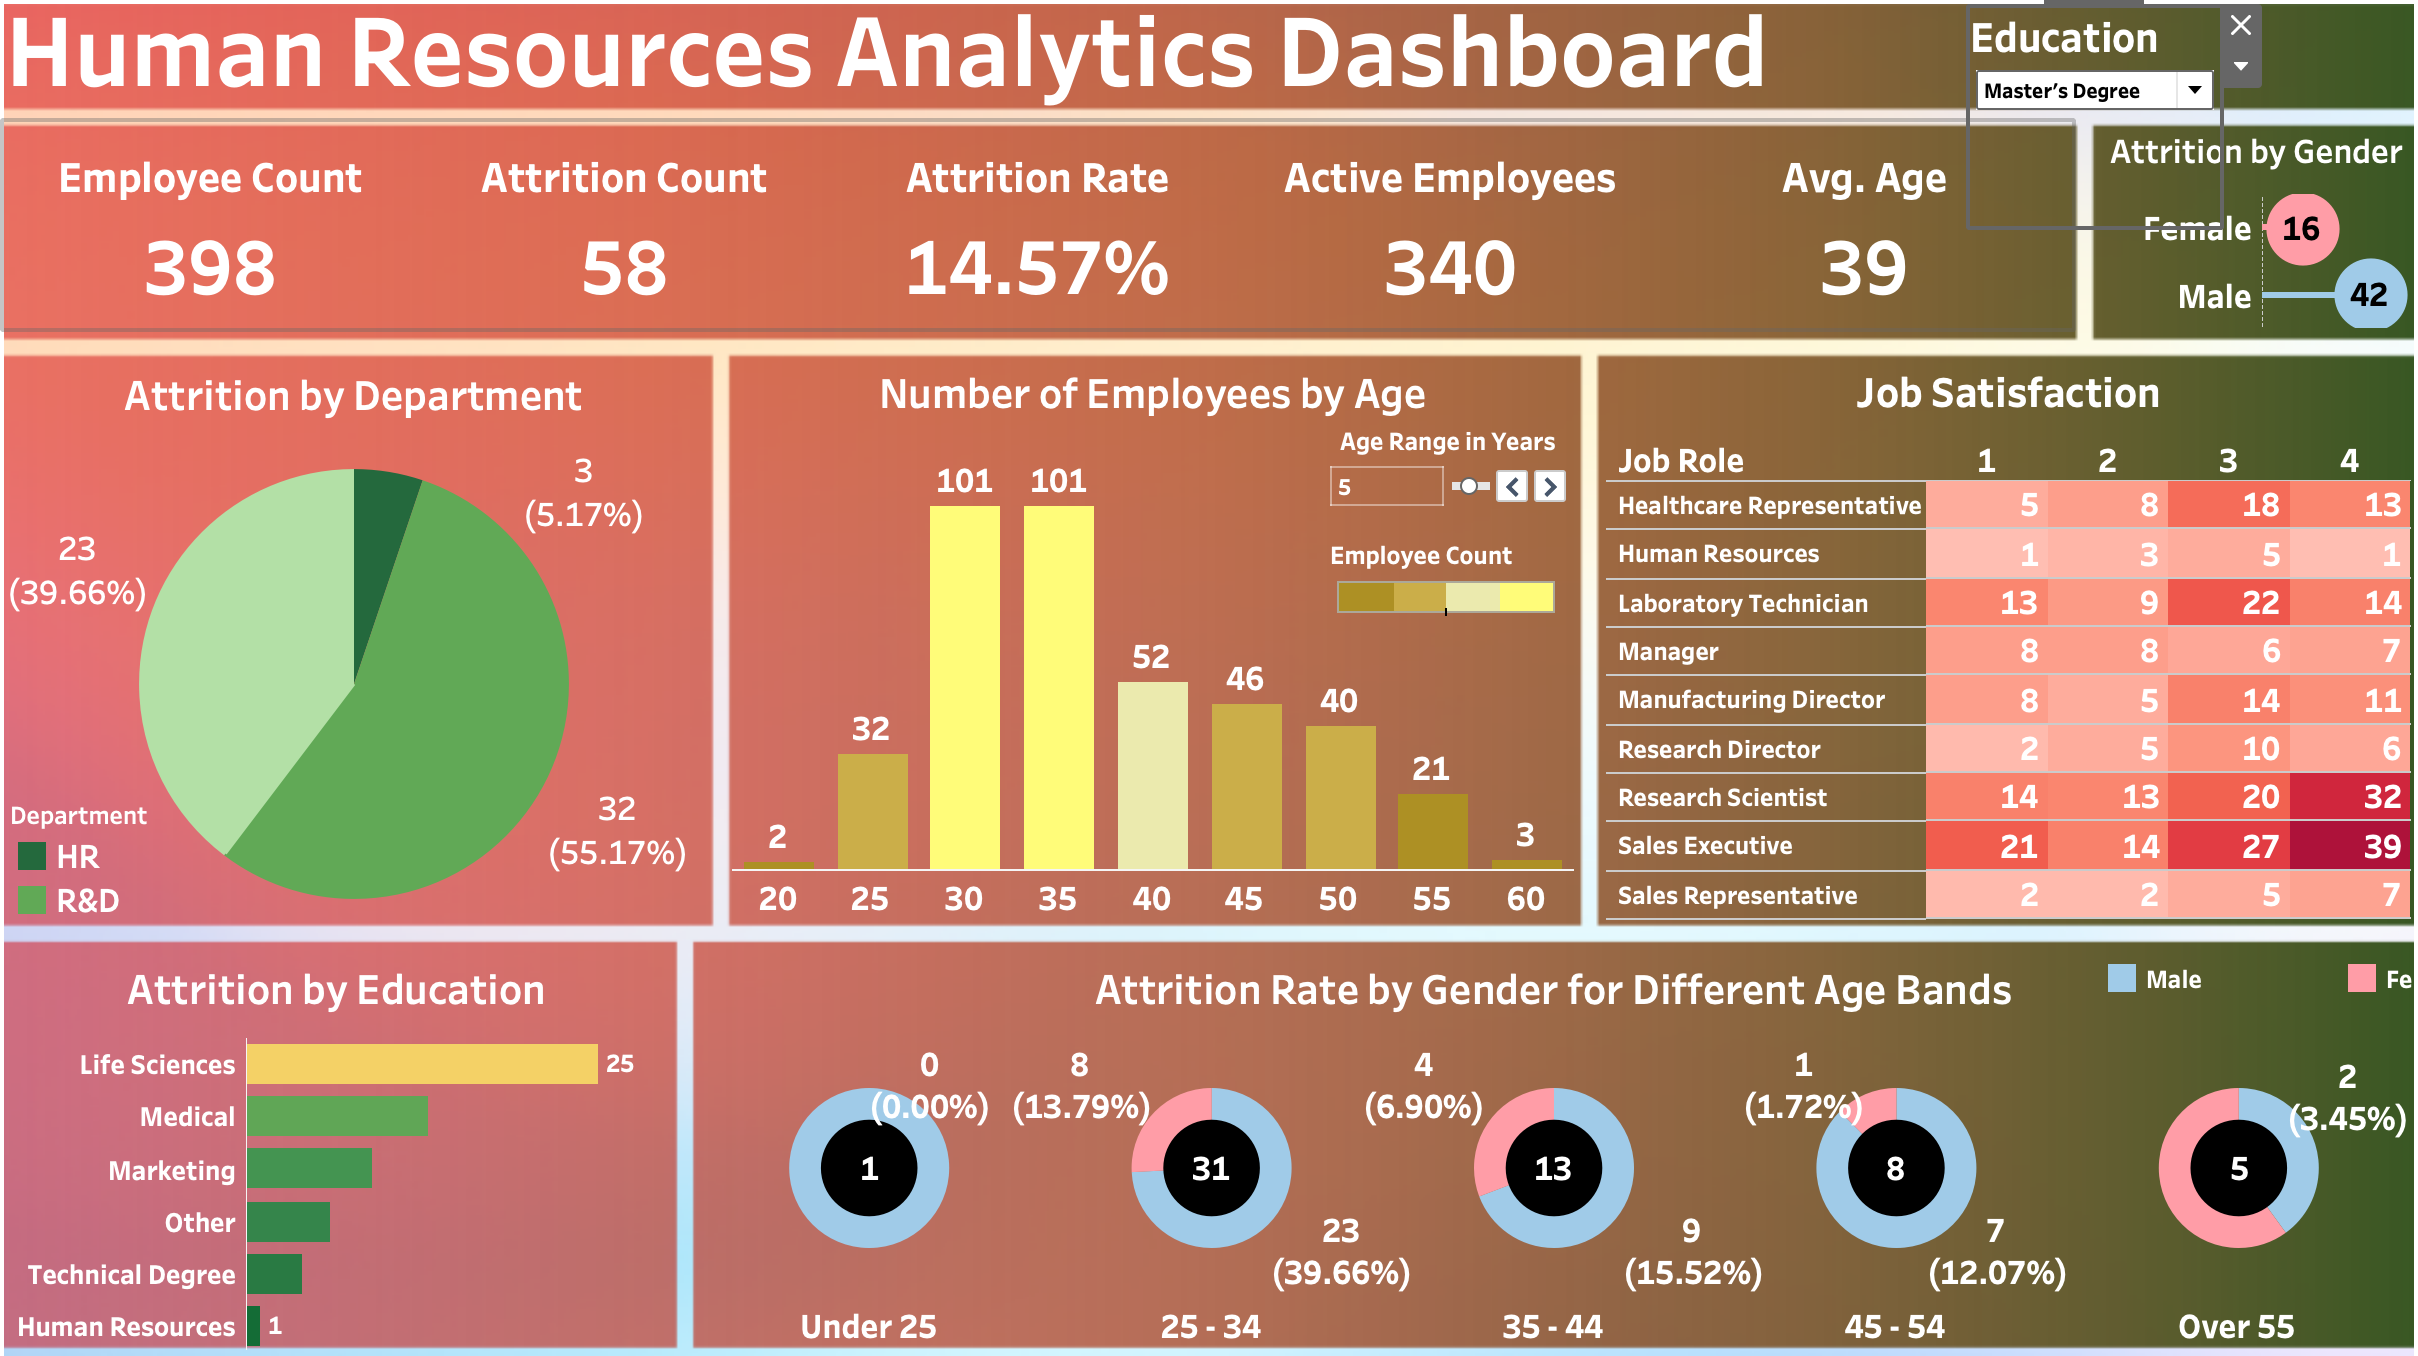 Human Resources Analytics Dashboard
Education
Master's Degree
Employee Count
398
Attrition Count
58
Attrition Rate
14.57%
Active Employees
340
Avg. Age
39
Attrition by Gender
Female 16
Male 42
Attrition by Department
3
(5.17%)
23
(39.66%)
32
(55.17%)
Department
HR
R&D
Number of Employees by Age
Age Range in Years
5
Employee Count
2 32 101 101 52 46 40 21 3
20 25 30 35 40 45 50 55 60
Job Satisfaction
Job Role 1 2 3 4
Healthcare Representative 5 8 18 13
Human Resources 1 3 5 1
Laboratory Technician 13 9 22 14
Manager 8 8 6 7
Manufacturing Director 8 5 14 11
Research Director 2 5 10 6
Research Scientist 14 13 20 32
Sales Executive 21 14 27 39
Sales Representative 2 2 5 7
Attrition by Education
Life Sciences 25
Medical
Marketing
Other
Technical Degree
Human Resources 1
Attrition Rate by Gender for Different Age Bands
Male
Fe
0
(0.00%)
1
Under 25
8
(13.79%)
31
23
(39.66%)
25 - 34
4
(6.90%)
13
9
(15.52%)
35 - 44
1
(1.72%)
8
7
(12.07%)
45 - 54
2
(3.45%)
5
Over 55